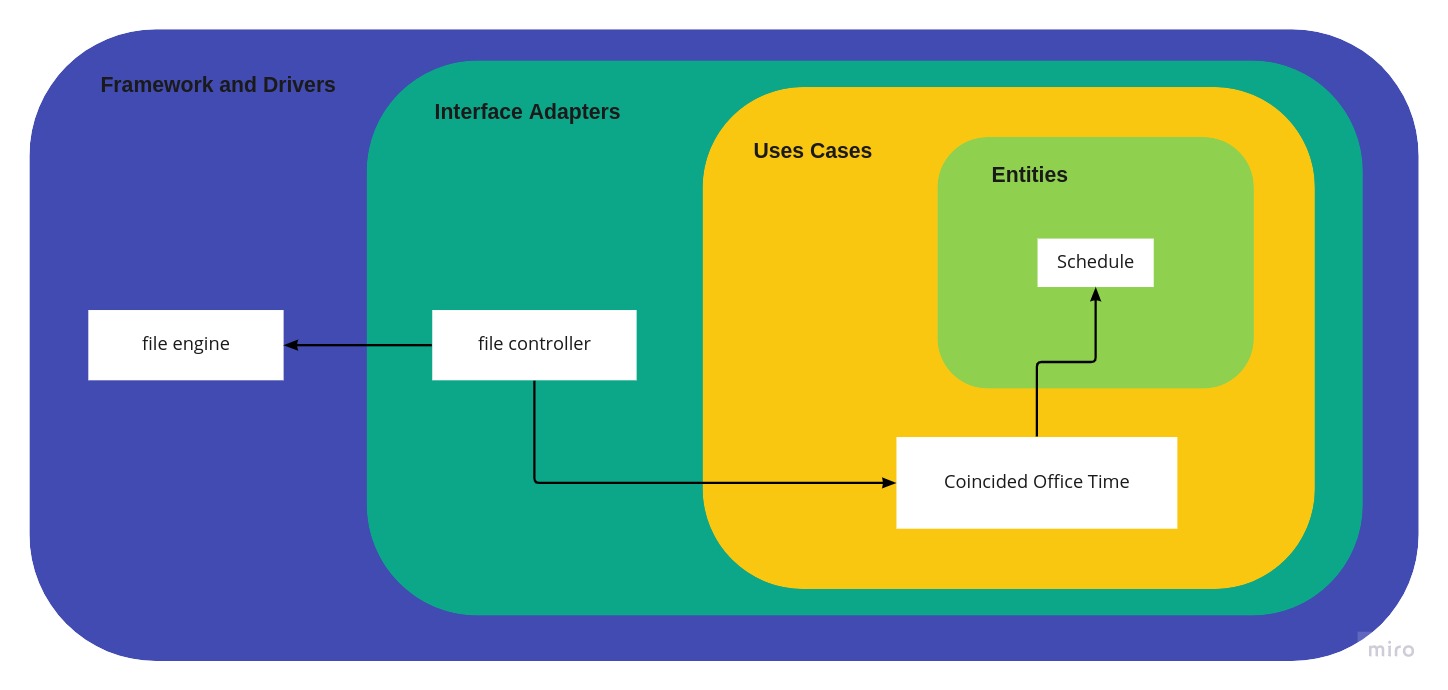 Framework and Drivers
Interface Adapters
Uses Cases
Entities
Schedule
file engine
file controller
Coincided Office Time
miro